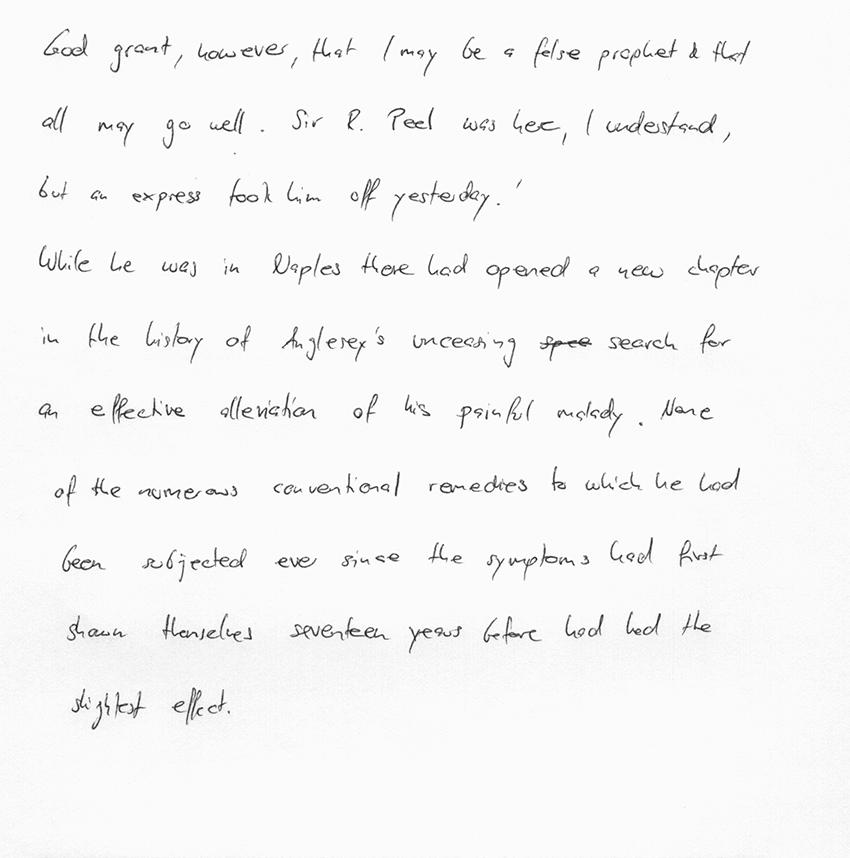 God grant, however, that I may be a false prophet & that
all may go well. Sir R. Peel was here, I understand,
but an express took him off yesterday.'
While he was in Naples there had opened a new chapter
in the history of Anglesey's unceasing ~~spee~~ search for
an effective alleviation of his painful malady. None
of the numerous conventional remedies to which he had
been subjected ever since the symptoms had first
shown themselves seventeen years before had had the
slightest effect.